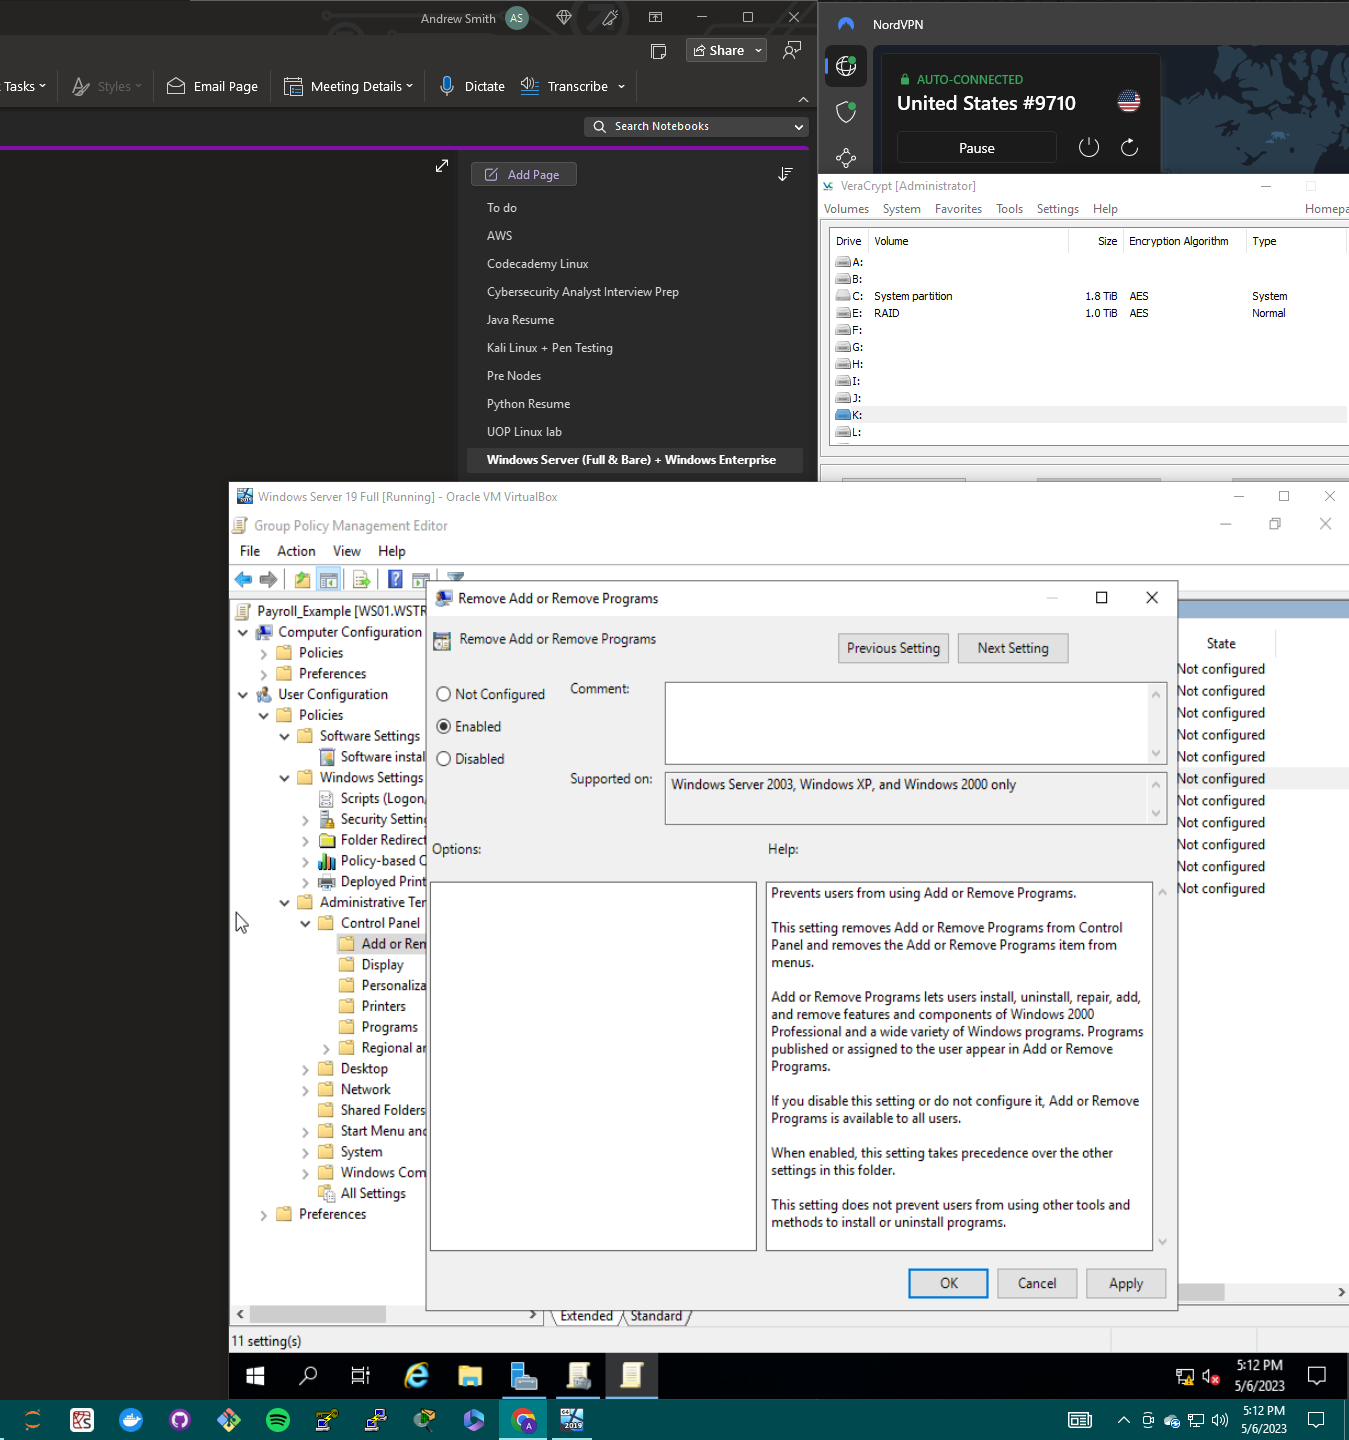 Andrew Smith AS
Share
Tasks
Styles
Email Page
Meeting Details
Dictate
Transcribe
Search Notebooks
Add Page
To do
AWS
Codecademy Linux
Cybersecurity Analyst Interview Prep
Java Resume
Kali Linux + Pen Testing
Pre Nodes
Python Resume
UOP Linux lab
Windows Server (Full & Bare) + Windows Enterprise
NordVPN
AUTO-CONNECTED
United States #9710
Pause
VeraCrypt [Administrator]
Volumes System Favorites Tools Settings Help Homepa
Drive Volume Size Encryption Algorithm Type
A:
B:
C: System partition 1.8 TiB AES System
E: RAID 1.0 TiB AES Normal
F:
G:
H:
I:
J:
K:
L:
Windows Server 19 Full [Running] - Oracle VM VirtualBox
Group Policy Management Editor
File Action View Help
Payroll_Example [WS01.WSTR
Computer Configuration
Policies
Preferences
User Configuration
Policies
Software Settings
Software instal
Windows Settings
Scripts (Logon/
Security Setting
Folder Redirect
Policy-based Q
Deployed Print
Administrative Ter
Control Panel
Add or Rem
Display
Personaliza
Printers
Programs
Regional ar
Desktop
Network
Shared Folders
Start Menu and
System
Windows Com
All Settings
Preferences
Remove Add or Remove Programs
Remove Add or Remove Programs
Previous Setting
Next Setting
Not Configured
Enabled
Disabled
Comment:
Supported on:
Windows Server 2003, Windows XP, and Windows 2000 only
Options:
Help:
Prevents users from using Add or Remove Programs.
This setting removes Add or Remove Programs from Control
Panel and removes the Add or Remove Programs item from
menus.
Add or Remove Programs lets users install, uninstall, repair, add,
and remove features and components of Windows 2000
Professional and a wide variety of Windows programs. Programs
published or assigned to the user appear in Add or Remove
Programs.
If you disable this setting or do not configure it, Add or Remove
Programs is available to all users.
When enabled, this setting takes precedence over the other
settings in this folder.
This setting does not prevent users from using other tools and
methods to install or uninstall programs.
OK
Cancel
Apply
State
Not configured
Not configured
Not configured
Not configured
Not configured
Not configured
Not configured
Not configured
Not configured
Not configured
Not configured
Extended
Standard
11 setting(s)
5:12 PM
5/6/2023
2019
5:12 PM
5/6/2023